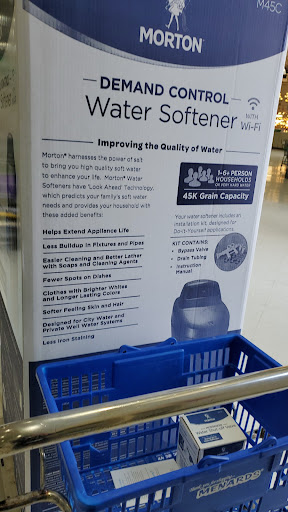 M45C
MORTON
DEMAND CONTROL
Water Softener WITH Wi-Fi
Improving the Quality of Water
Morton® harnesses the power of salt
to bring you high quality soft water
to enhance your life. Morton® Water
Softeners have 'Look Ahead' Technology,
which predicts your family's soft water
needs and provides your household with
these added benefits:
Helps Extend Appliance Life
Less Buildup in Fixtures and Pipes
Easier Cleaning and Better Lather
with Soaps and Cleaning Agents
Fewer Spots on Dishes
Clothes with Brighter Whites
and Longer Lasting Colors
Softer Feeling Skin and Hair
Designed for City Water and
Private Well Water Systems
Less Iron Staining
1-6+ PERSON
HOUSEHOLDS
OR VERY HARD WATER
45K Grain Capacity
Your water softener includes an
installation kit, designed for
Do-It-Yourself applications.
KIT CONTAINS:
• Bypass Valve
• Drain Tubing
• Instruction
Manual
MENARDS